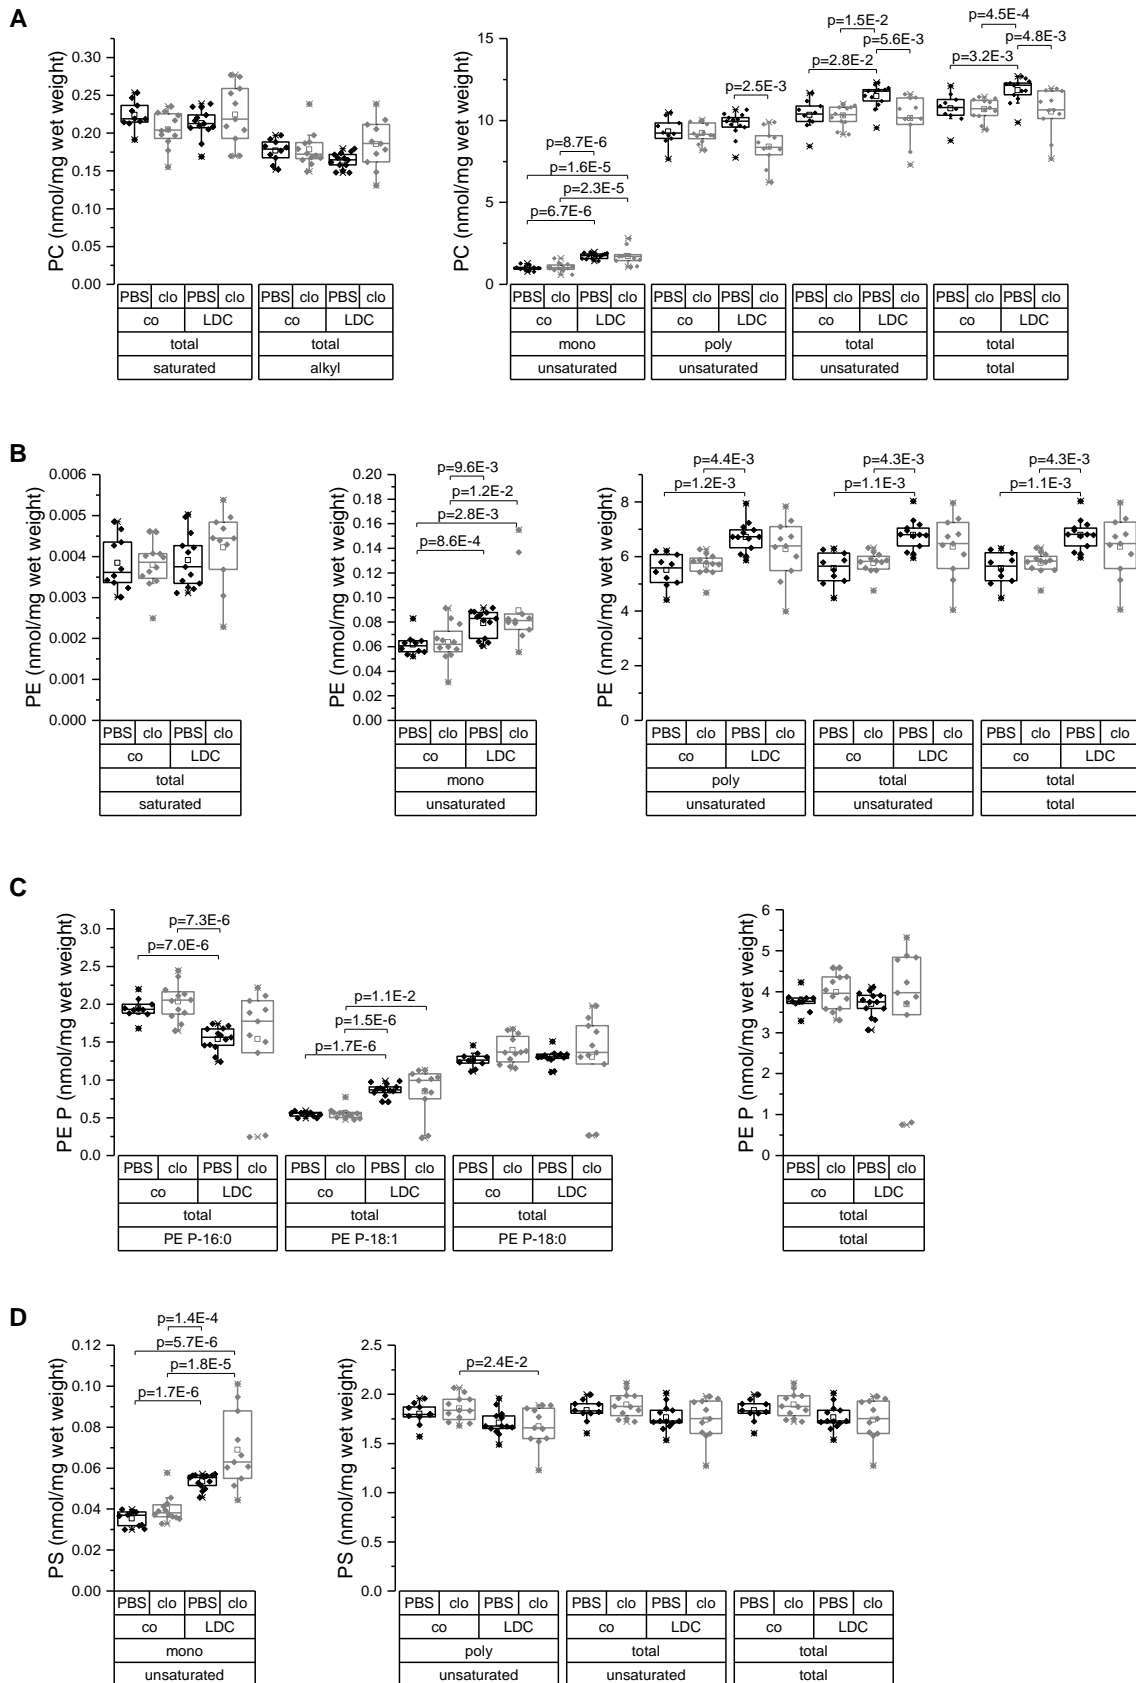 A
p=1.5E-2
p=4.5E-4
p=5.6E-3
p=4.8E-3
p=2.8E-2
p=3.2E-3
p=2.5E-3
p=8.7E-6
p=1.6E-5
p=2.3E-5
p=6.7E-6
PC (nmol/mg wet weight)
0.30
0.25
0.20
0.15
0.10
0.05
0.00
PBS clo PBS clo PBS clo PBS clo
co LDC co LDC
total total
saturated alkyl
PC (nmol/mg wet weight)
15
10
5
0
PBS clo PBS clo PBS clo PBS clo PBS clo PBS clo PBS clo PBS clo
co LDC co LDC co LDC co LDC
mono poly total total
unsaturated unsaturated unsaturated total
B
PE (nmol/mg wet weight)
0.006
0.005
0.004
0.003
0.002
0.001
0.000
PBS clo PBS clo
co LDC
total
saturated
p=9.6E-3
p=1.2E-2
p=2.8E-3
p=8.6E-4
PE (nmol/mg wet weight)
0.20
0.18
0.16
0.14
0.12
0.10
0.08
0.06
0.04
0.02
0.00
PBS clo PBS clo
co LDC
mono
unsaturated
p=4.4E-3
p=4.3E-3
p=4.3E-3
p=1.2E-3
p=1.1E-3
p=1.1E-3
PE (nmol/mg wet weight)
8
6
4
2
0
PBS clo PBS clo PBS clo PBS clo PBS clo PBS clo
co LDC co LDC co LDC
poly total total
unsaturated unsaturated total
C
p=7.3E-6
p=7.0E-6
p=1.1E-2
p=1.5E-6
p=1.7E-6
PE P (nmol/mg wet weight)
3.0
2.5
2.0
1.5
1.0
0.5
0.0
PBS clo PBS clo PBS clo PBS clo PBS clo PBS clo
co LDC co LDC co LDC
total total total
PE P-16:0 PE P-18:1 PE P-18:0
PE P (nmol/mg wet weight)
6
5
4
3
2
1
0
PBS clo PBS clo
co LDC
total
total
D
p=1.4E-4
p=5.7E-6
p=1.8E-5
p=1.7E-6
PS (nmol/mg wet weight)
0.12
0.10
0.08
0.06
0.04
0.02
0.00
PBS clo PBS clo
co LDC
mono
unsaturated
p=2.4E-2
PS (nmol/mg wet weight)
2.5
2.0
1.5
1.0
0.5
0.0
PBS clo PBS clo PBS clo PBS clo PBS clo PBS clo
co LDC co LDC co LDC
poly total total
unsaturated unsaturated total